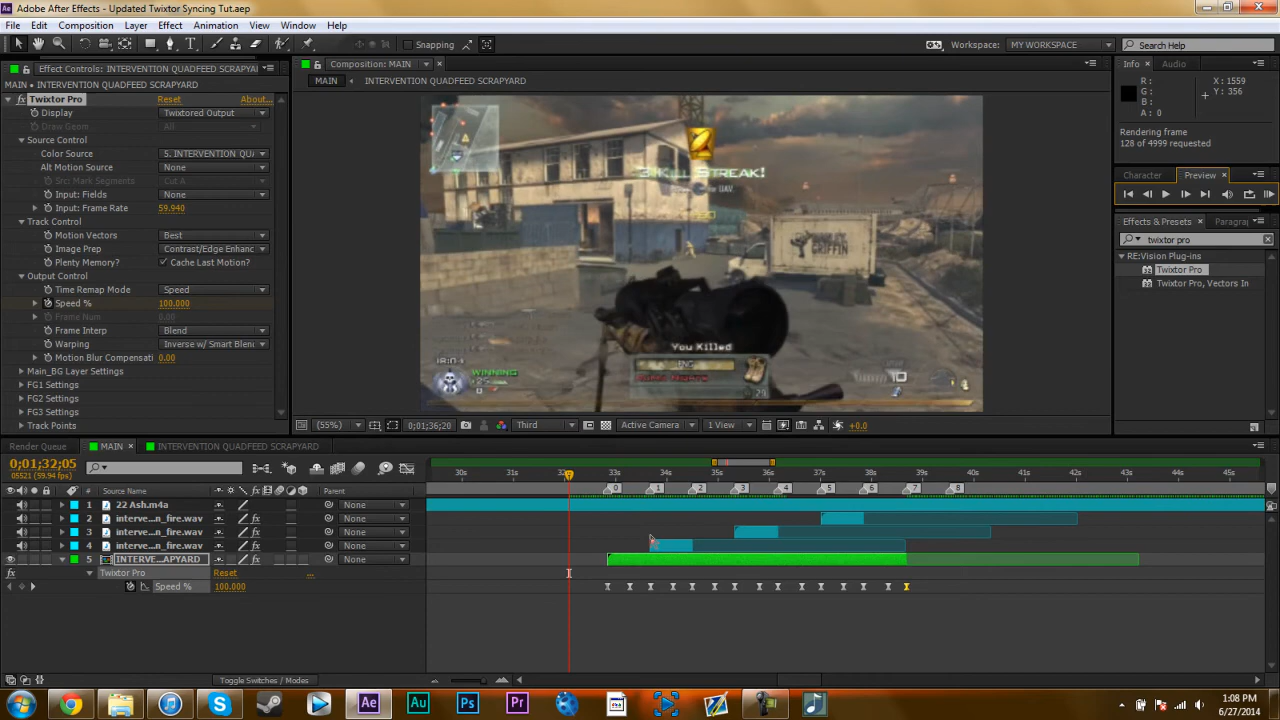 Adobe After Effects - Updated Twixtor Syncing Tut.aep
File Edit Composition Layer Effect Animation View Window Help
Snapping
Workspace: MY WORKSPACE
Search Help
Effect Controls: INTERVENTION QUADFEED SCRAPYA
MAIN • INTERVENTION QUADFEED SCRAPYARD
fx Twixtor Pro Reset About...
Display Twixtored Output
Draw Geom All
Source Control
Color Source 5. INTERVENTION QU
Alt Motion Source None
Src: Mark Segments Cut A
Input: Fields None
Input: Frame Rate 59.940
Track Control
Motion Vectors Best
Image Prep Contrast/Edge Enhanc
Plenty Memory? Cache Last Motion?
Output Control
Time Remap Mode Speed
Speed % 100.000
Frame Num 0.00
Frame Interp Blend
Warping Inverse w/ Smart Blend
Motion Blur Compensati 0.00
Main_BG Layer Settings
FG1 Settings
FG2 Settings
FG3 Settings
Track Points
Composition: MAIN
MAIN INTERVENTION QUADFEED SCRAPYARD
3 Kill Streak!
for UAV
GRIFFIN
You Killed
WINNING
(55%) 0;01;36;20 Third Active Camera 1 View +0.0
Info Audio
R: X: 1559
G: Y: 356
B:
A: 0
Rendering frame
128 of 4999 requested
Character Preview
Effects & Presets Paragra
twixtor pro
RE:Vision Plug-ins
Twixtor Pro
Twixtor Pro, Vectors In
Render Queue MAIN INTERVENTION QUADFEED SCRAPYARD
0;01;32;05
05521 (59.94 fps)
# Source Name Parent
30s 31s 32s 33s 34s 35s 36s 37s 38s 39s 40s 41s 42s 43s 44s 45s
0 1 2 3 4 5 6 7 8
1 22 Ash.m4a None
2 interve...n_fire.wav fx None
3 interve...n_fire.wav fx None
4 interve...n_fire.wav fx None
5 INTERVE...APYARD fx None
fx Twixtor Pro Reset ...
Speed % 100.000
Toggle Switches / Modes
Ae Au Ps Pr
1:08 PM
6/27/2014